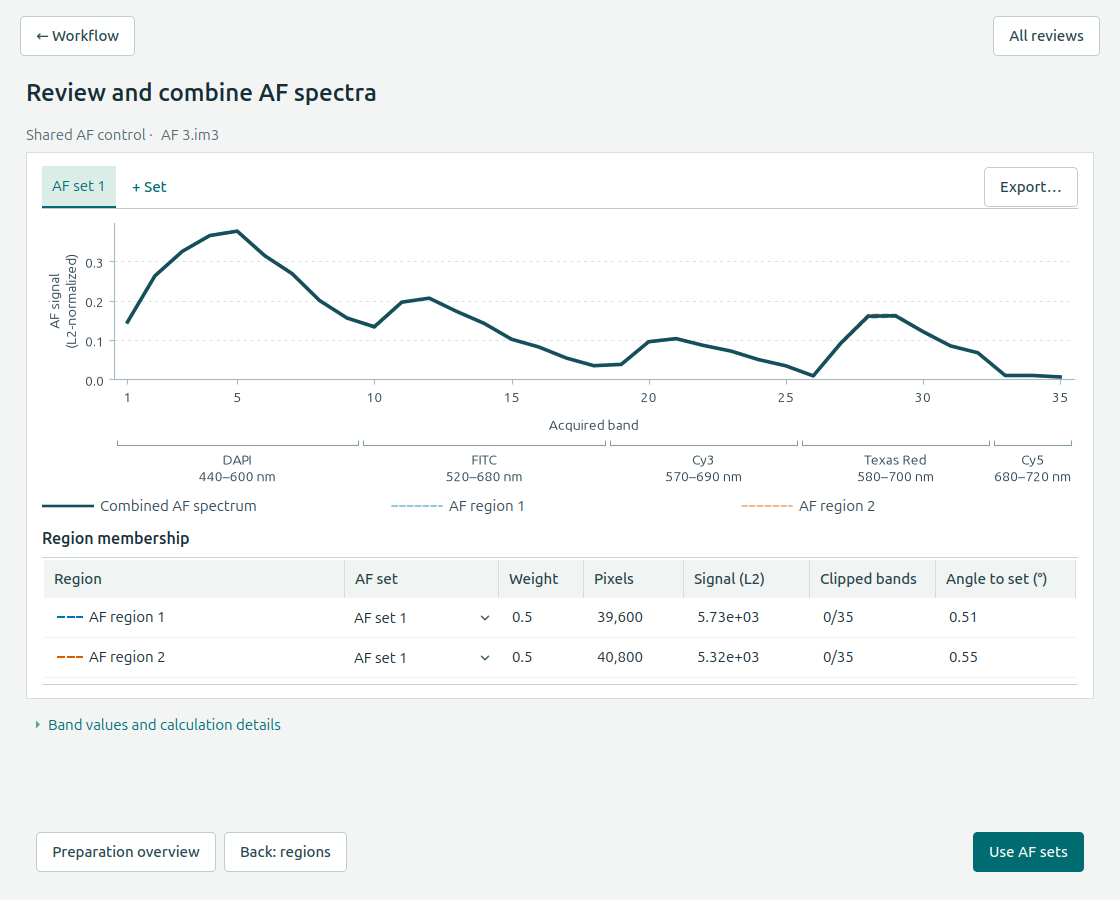 ← Workflow
All reviews
Review and combine AF spectra
Shared AF control · AF 3.im3
AF set 1
+ Set
Export…
AF signal
(L2-normalized)
0.3
0.2
0.1
0.0
1 5 10 15 20 25 30 35
Acquired band
DAPI FITC Cy3 Texas Red Cy5
440–600 nm 520–680 nm 570–690 nm 580–700 nm 680–720 nm
Combined AF spectrum AF region 1 AF region 2
Region membership
Region AF set Weight Pixels Signal (L2) Clipped bands Angle to set (°)
AF region 1 AF set 1 0.5 39,600 5.73e+03 0/35 0.51
AF region 2 AF set 1 0.5 40,800 5.32e+03 0/35 0.55
Band values and calculation details
Preparation overview
Back: regions
Use AF sets